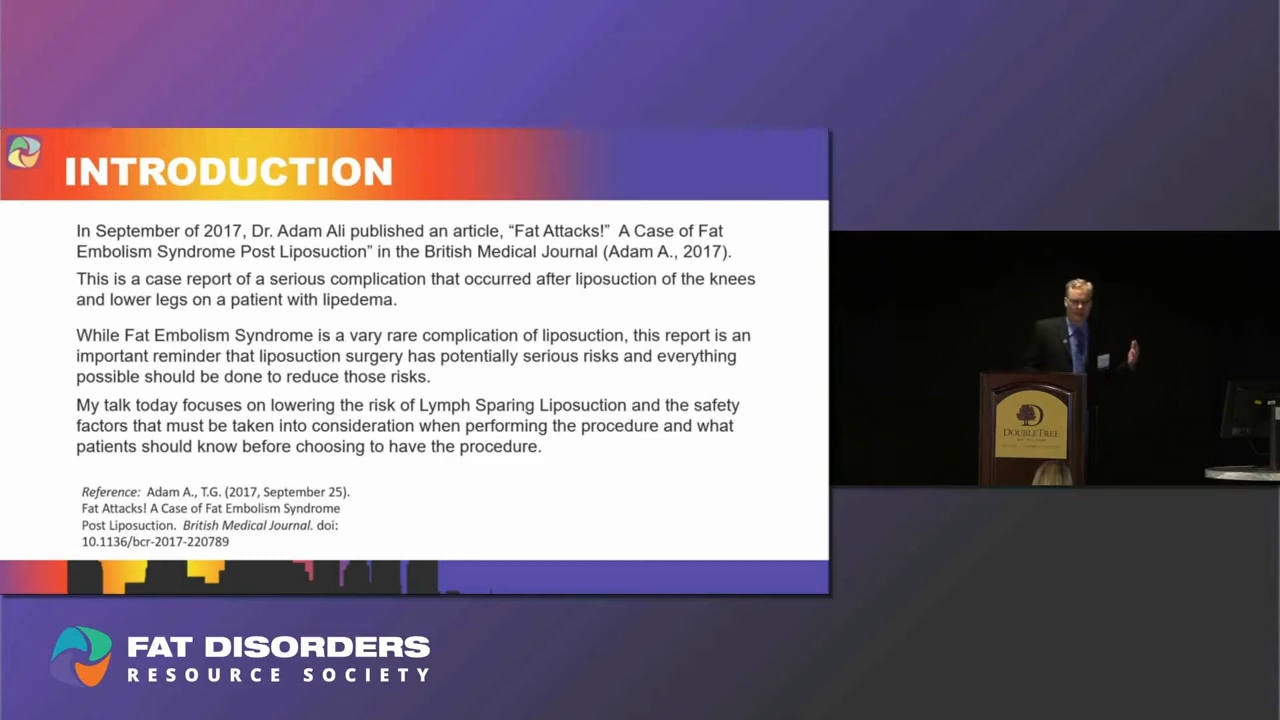 INTRODUCTION
In September of 2017, Dr. Adam Ali published an article, “Fat Attacks!”  A Case of Fat
Embolism Syndrome Post Liposuction” in the British Medical Journal (Adam A., 2017).
This is a case report of a serious complication that occurred after liposuction of the knees
and lower legs on a patient with lipedema.
While Fat Embolism Syndrome is a vary rare complication of liposuction, this report is an
important reminder that liposuction surgery has potentially serious risks and everything
possible should be done to reduce those risks.
My talk today focuses on lowering the risk of Lymph Sparing Liposuction and the safety
factors that must be taken into consideration when performing the procedure and what
patients should know before choosing to have the procedure.
Reference:  Adam A., T.G. (2017, September 25).
Fat Attacks! A Case of Fat Embolism Syndrome
Post Liposuction.  British Medical Journal. doi:
10.1136/bcr-2017-220789
D
DOUBLETREE
FAT DISORDERS
RESOURCE SOCIETY